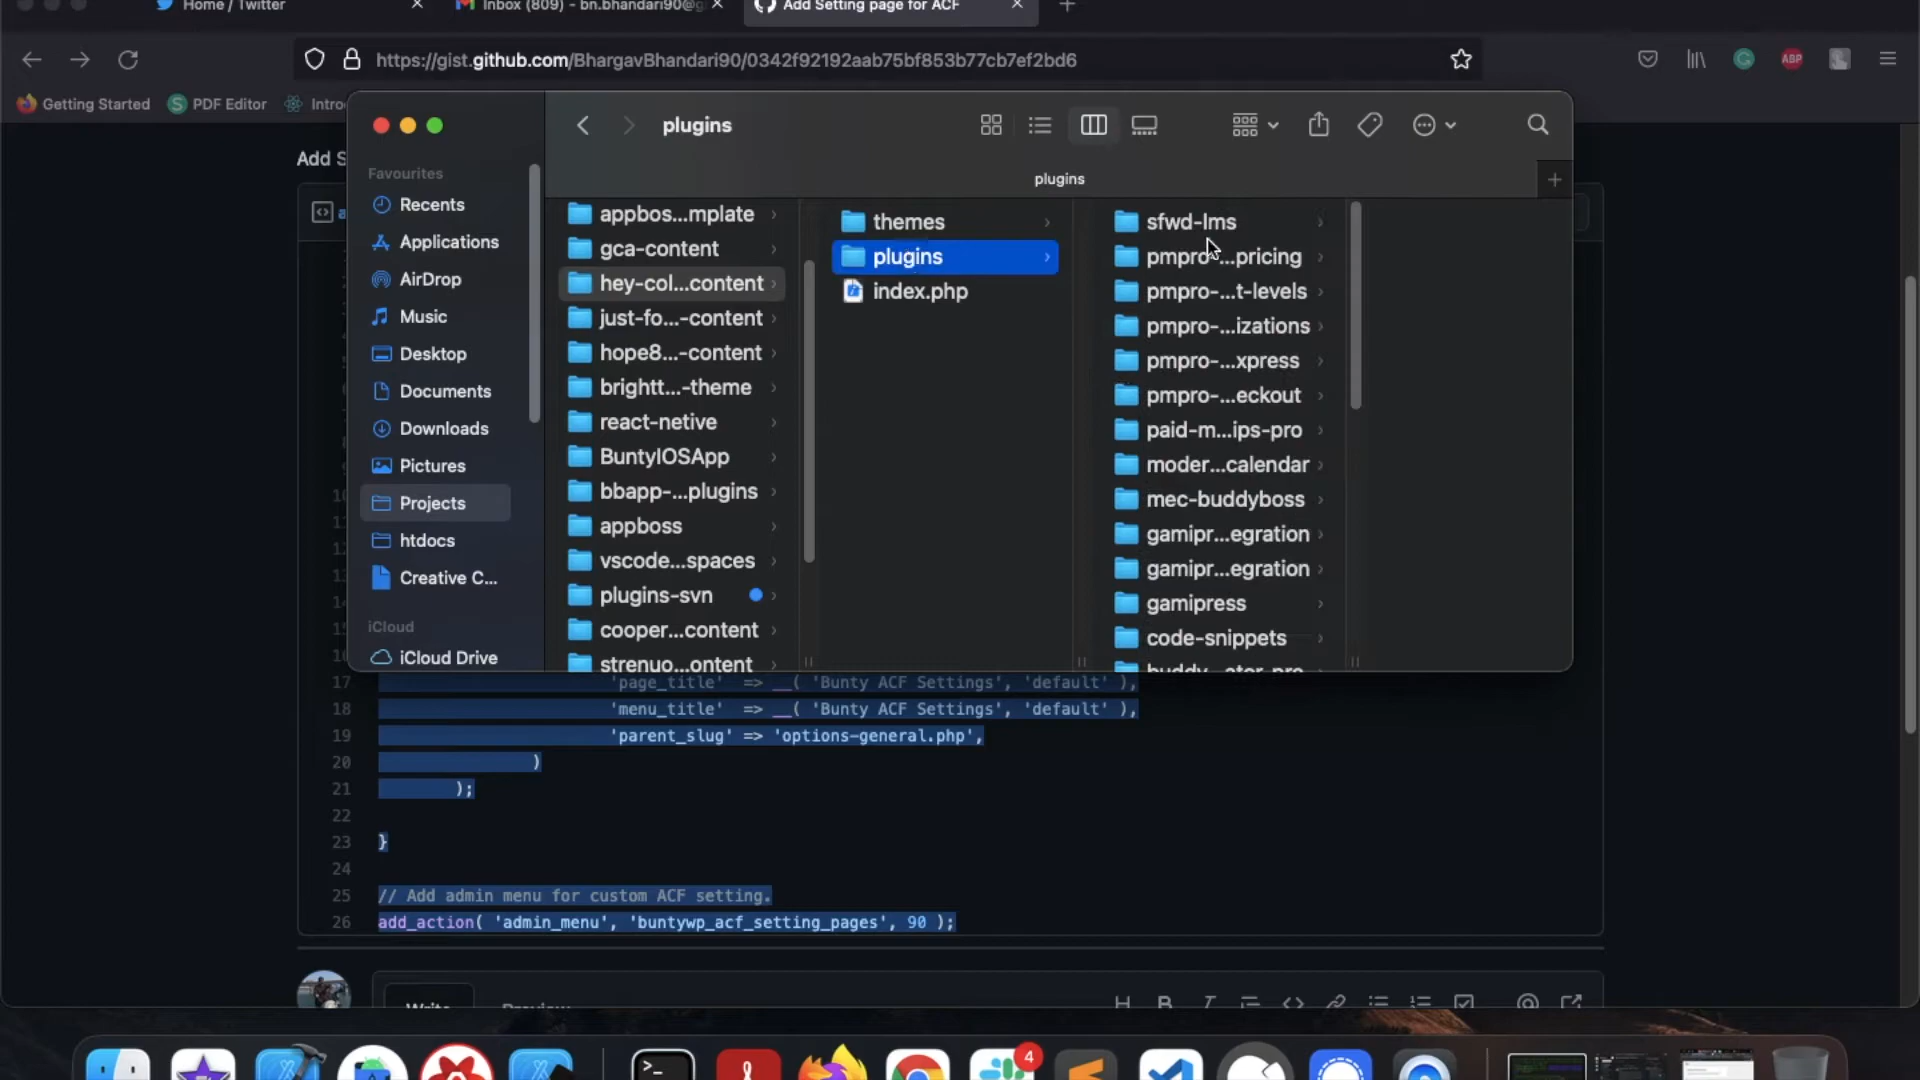 Home / Twitter
Inbox (809) - bn.bhandari90@g
Add Setting page for ACF
https://gist.github.com/BhargavBhandari90/0342f92192aab75bf853b77cb7ef2bd6
ABP
Getting Started
PDF Editor
Intro
Add S
plugins
plugins
Favourites
Recents
Applications
AirDrop
Music
Desktop
Documents
Downloads
Pictures
Projects
htdocs
Creative C...
iCloud
iCloud Drive
appbos...mplate
gca-content
hey-col...content
just-fo...-content
hope8...-content
brightt...-theme
react-netive
BuntyIOSApp
bbapp-...plugins
appboss
vscode...spaces
plugins-svn
cooper...content
strenuo...ontent
themes
plugins
index.php
sfwd-lms
pmpro-...pricing
pmpro-...t-levels
pmpro-...izations
pmpro-...xpress
pmpro-...eckout
paid-m...ips-pro
moder...calendar
mec-buddyboss
gamipr...egration
gamipr...egration
gamipress
code-snippets
buddy...ator-pro
17 'page_title' => __( 'Bunty ACF Settings', 'default' ),
18 'menu_title' => __( 'Bunty ACF Settings', 'default' ),
19 'parent_slug' => 'options-general.php',
20 )
21 );
22
23 }
24
25 // Add admin menu for custom ACF setting.
26 add_action( 'admin_menu', 'buntywp_acf_setting_pages', 90 );
Write
Preview
4